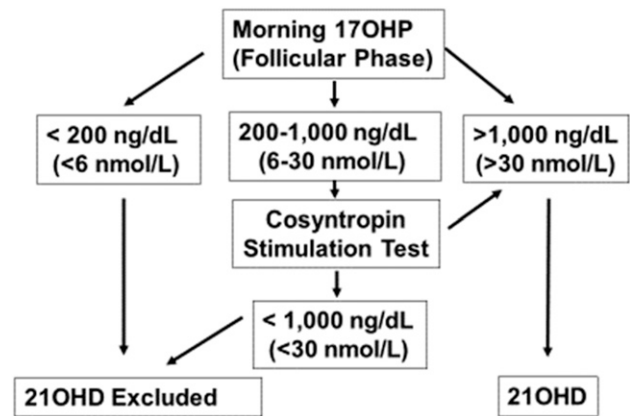 Morning 17OHP
(Follicular Phase)
< 200 ng/dL
(<6 nmol/L)
200-1,000 ng/dL
(6-30 nmol/L)
>1,000 ng/dL
(>30 nmol/L)
Cosyntropin
Stimulation Test
< 1,000 ng/dL
(<30 nmol/L)
21OHD Excluded
21OHD